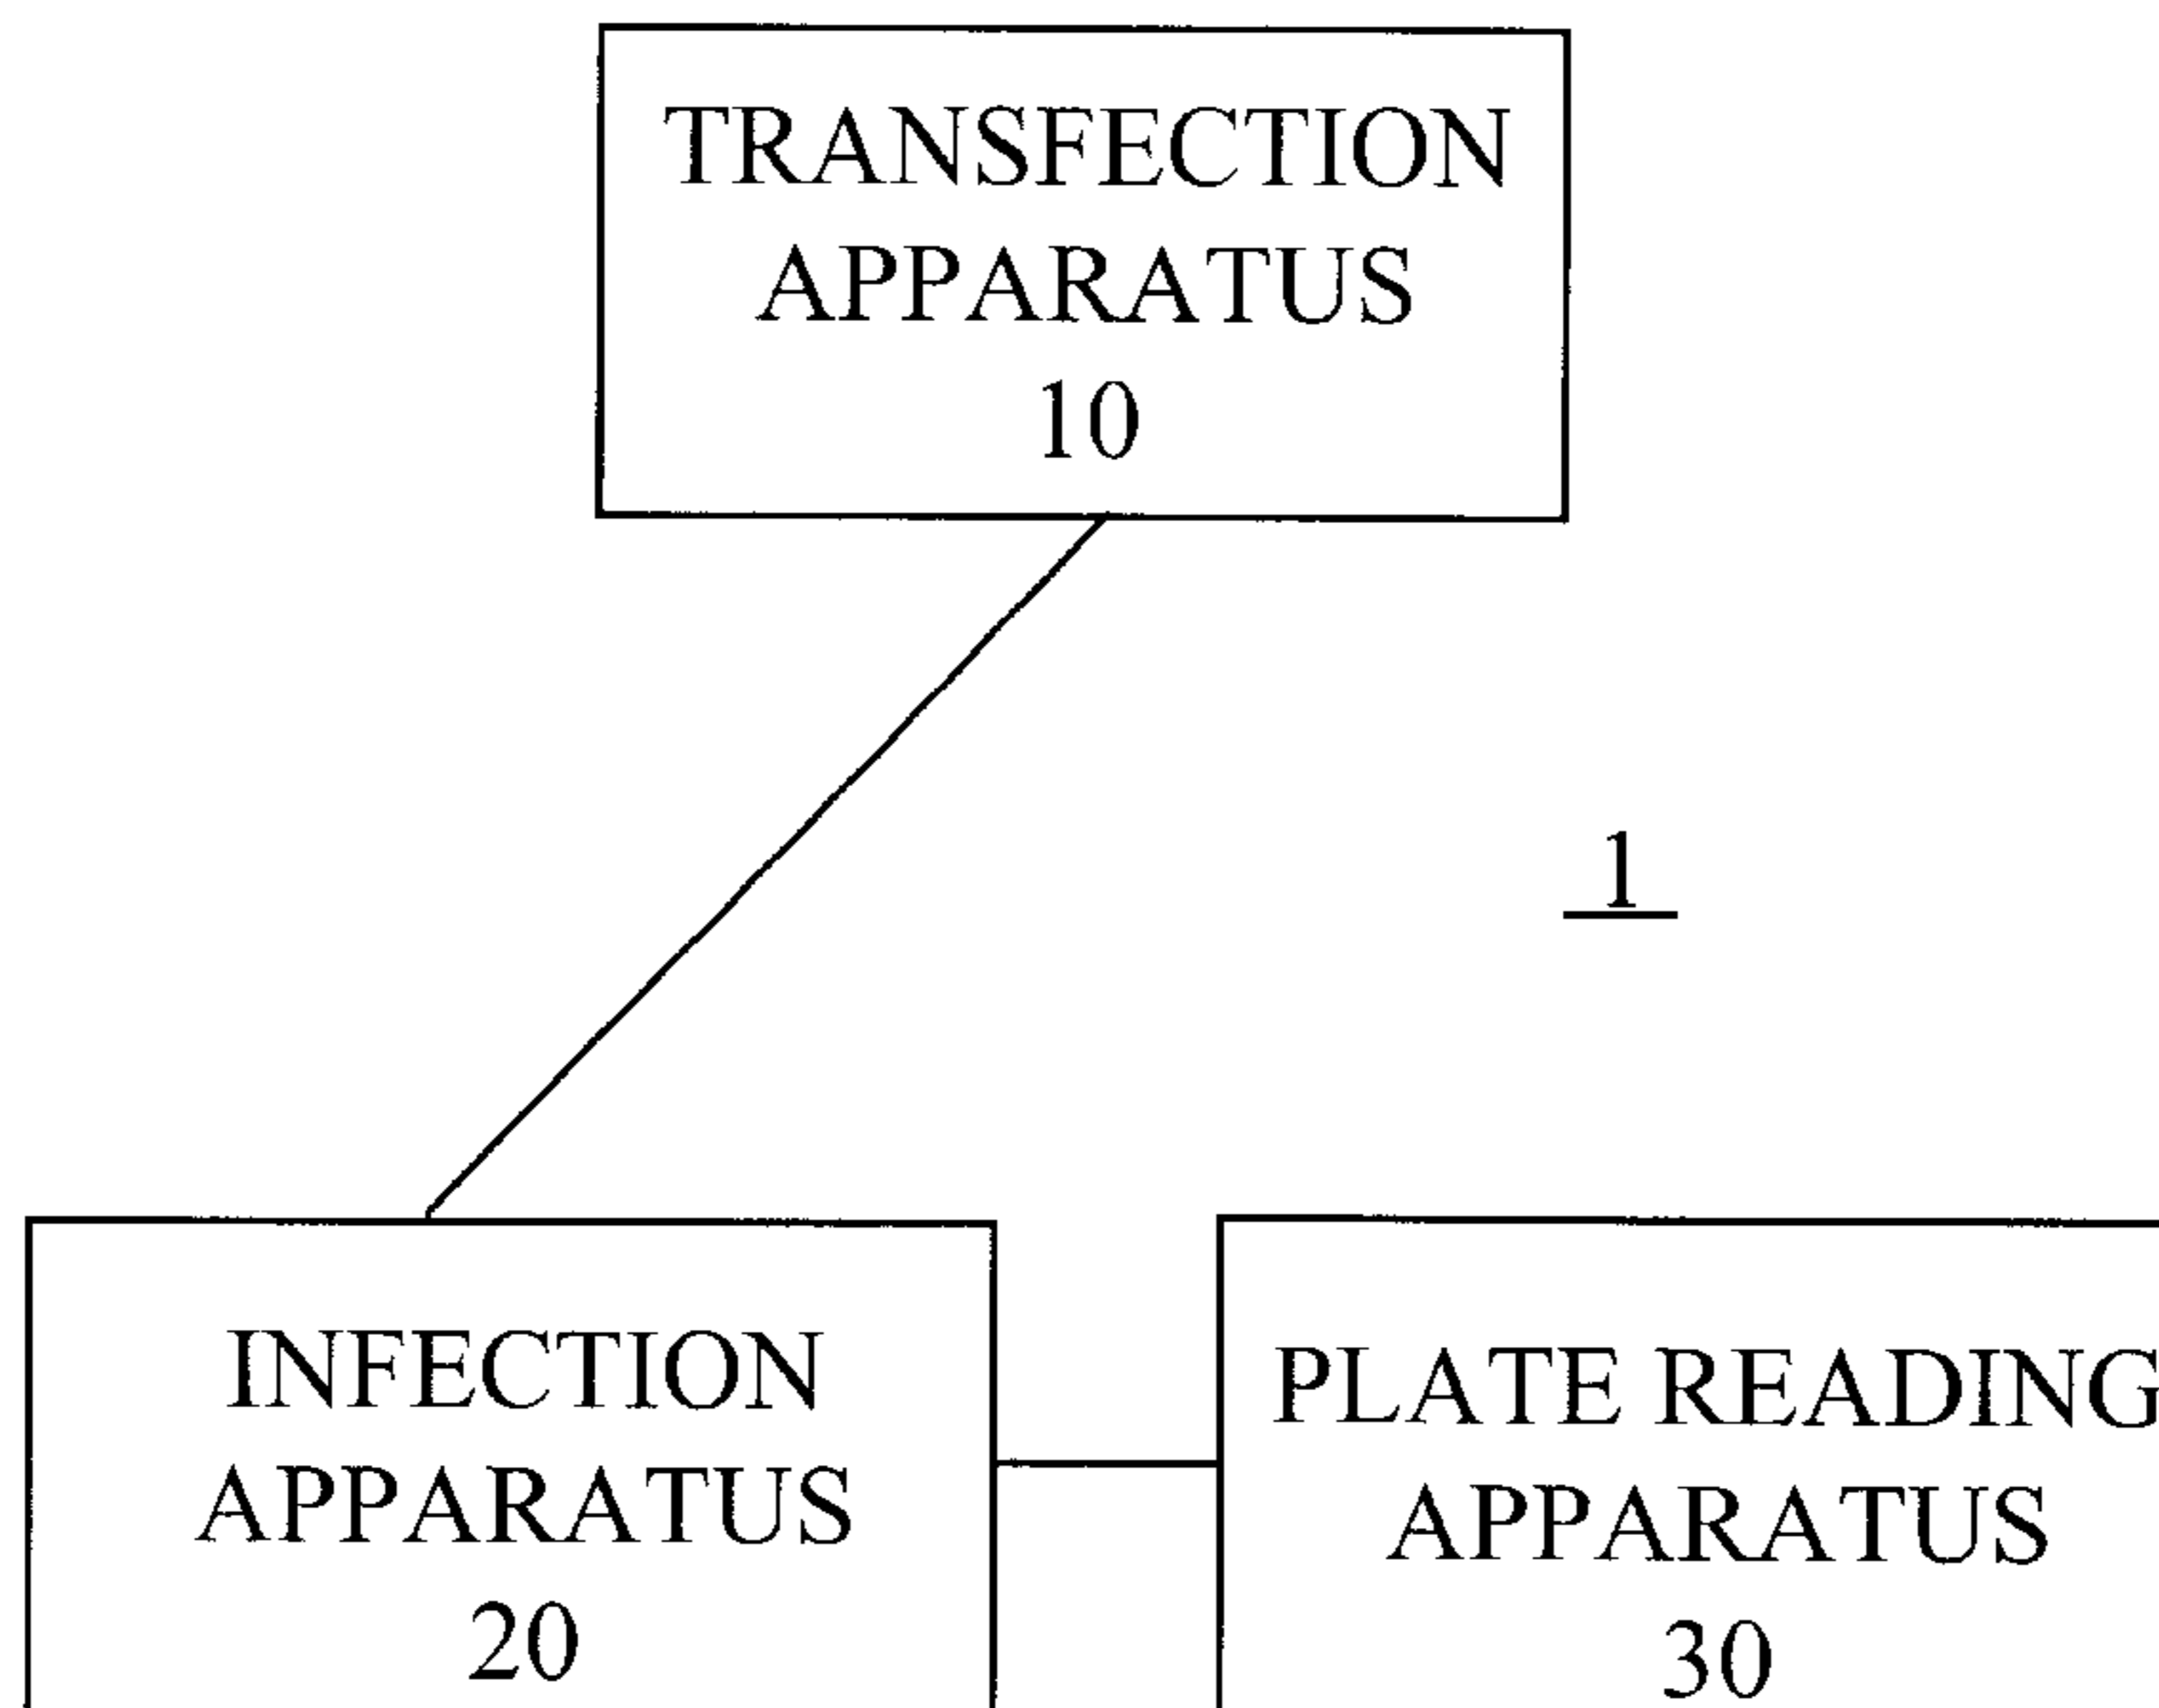 TRANSFECTION
APPARATUS
10
1
INFECTION
APPARATUS
20
PLATE READING
APPARATUS
30